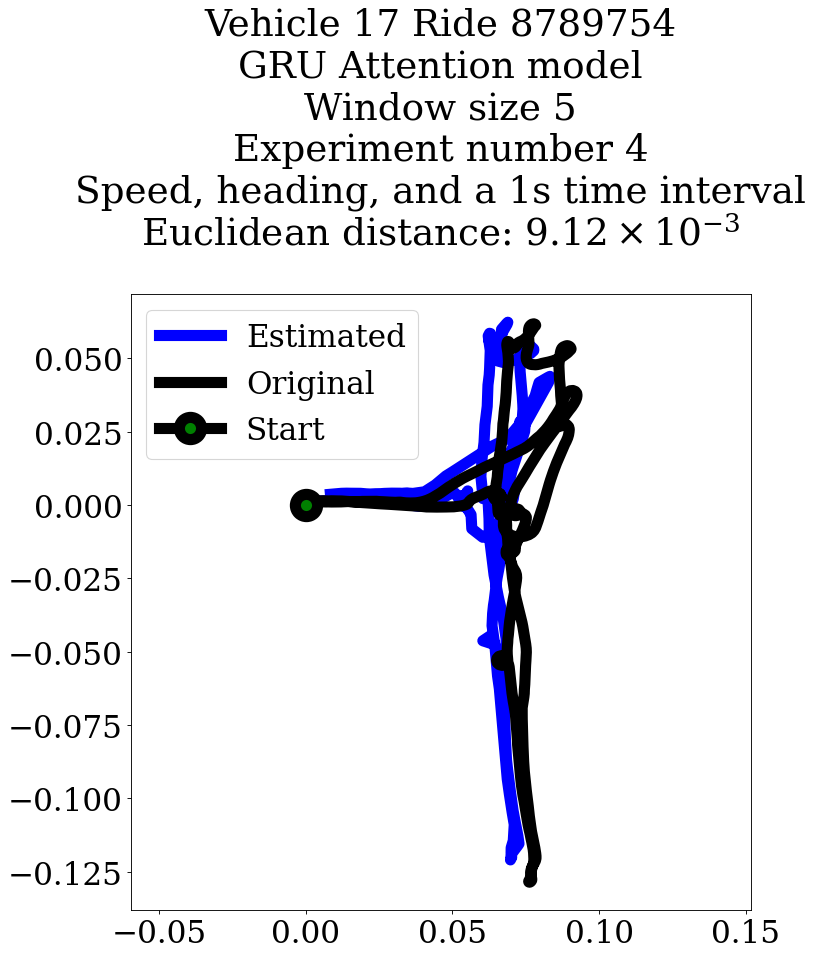 Vehicle 17 Ride 8789754
GRU Attention model
Window size 5
Experiment number 4
Speed, heading, and a 1s time interval
Euclidean distance: 9.12 × 10⁻³
Estimated
Original
Start
0.050
0.025
0.000
−0.025
−0.050
−0.075
−0.100
−0.125
−0.05 0.00 0.05 0.10 0.15